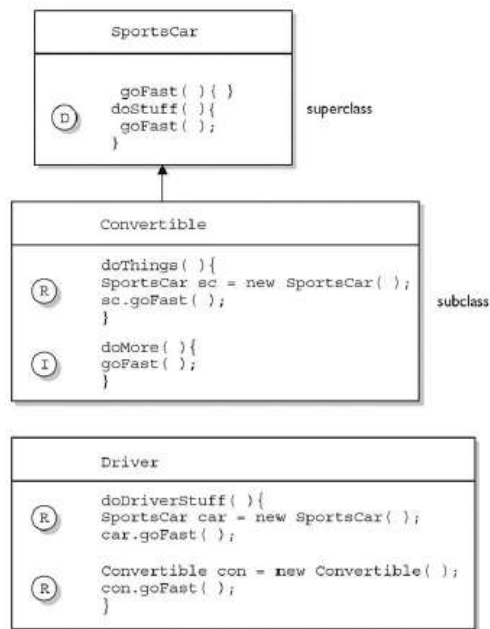 SportsCar
goFast( ){ }
D
doStuff( ){
goFast( );
}
superclass
Convertible
doThings( ){
R
SportsCar sc = new SportsCar( );
sc.goFast( );
}
subclass
I
doMore( ){
goFast( );
}
Driver
doDriverStuff( ){
R
SportsCar car = new SportsCar( );
car.goFast( );
Convertible con = new Convertible( );
R
con.goFast( );
}